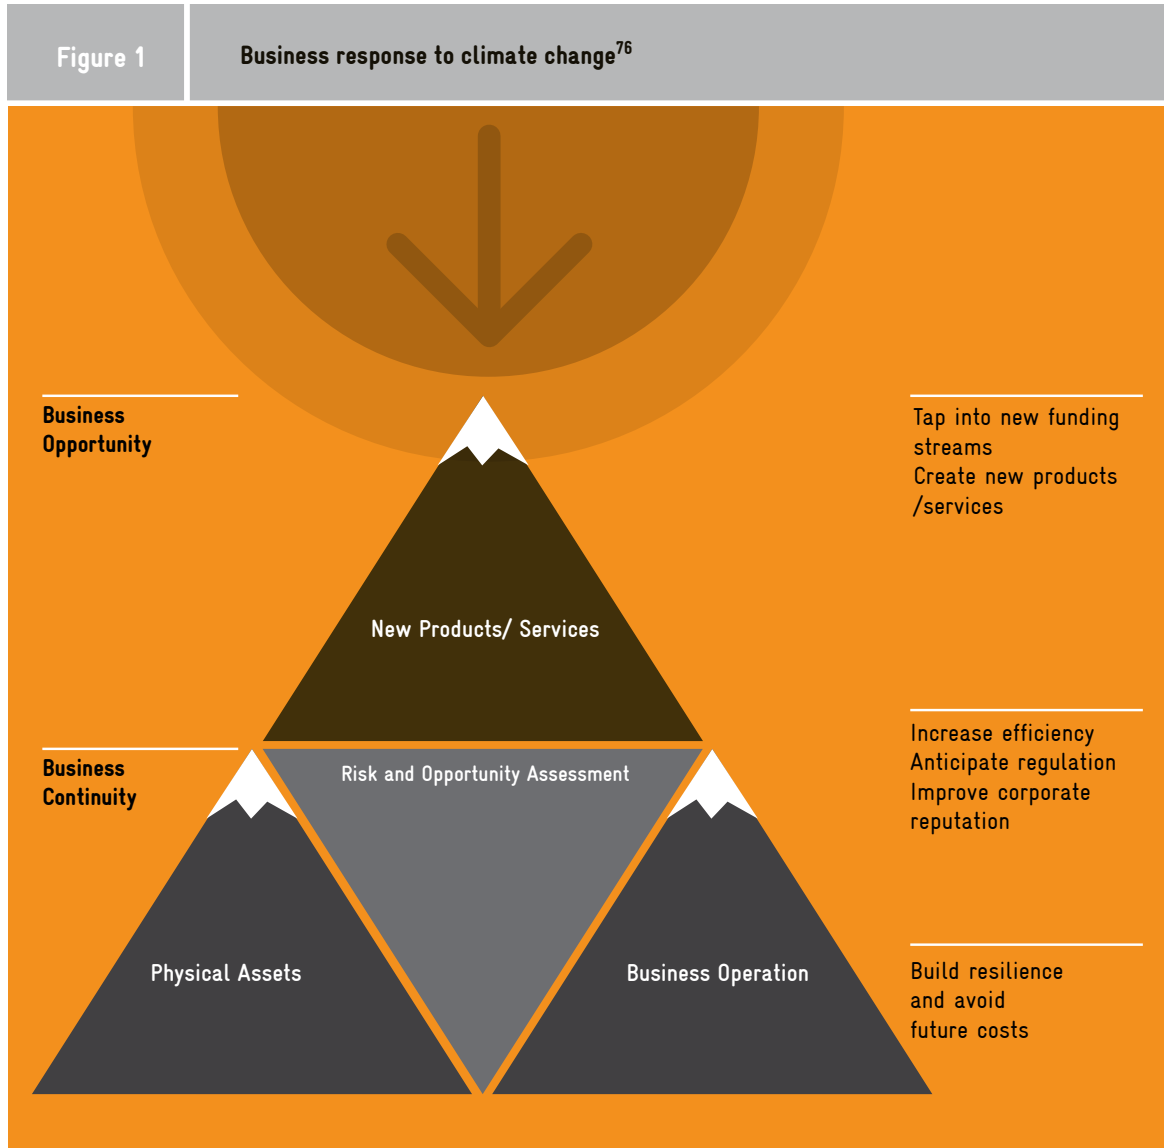 Figure 1
Business response to climate change76
Business
Opportunity
Tap into new funding
streams
Create new products
/services
New Products/ Services
Business
Continuity
Risk and Opportunity Assessment
Increase efficiency
Anticipate regulation
Improve corporate
reputation
Physical Assets
Business Operation
Build resilience
and avoid
future costs